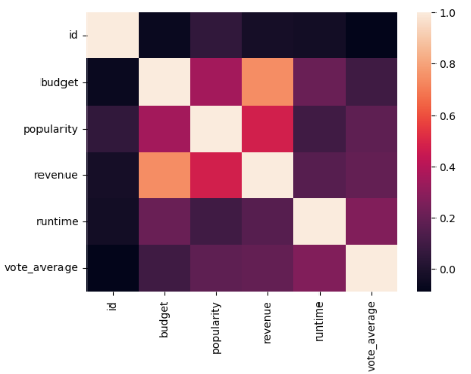 id
budget
popularity
revenue
runtime
vote_average
id
budget
popularity
revenue
runtime
vote_average
1.0
0.8
0.6
0.4
0.2
0.0